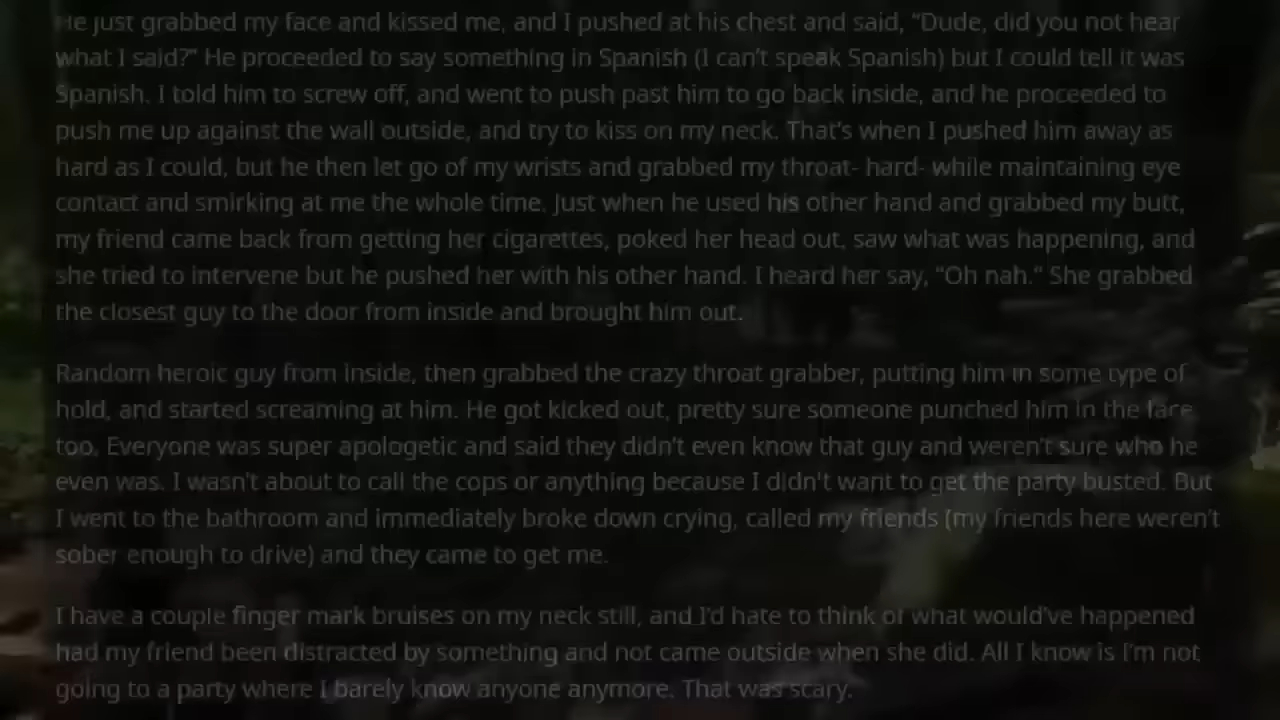 He just grabbed my face and kissed me, and I pushed at his chest and said, “Dude, did you not hear
what I said?” He proceeded to say something in Spanish (I can’t speak Spanish) but I could tell it was
Spanish. I told him to screw off, and went to push past him to go back inside, and he proceeded to
push me up against the wall outside, and try to kiss on my neck. That’s when I pushed him away as
hard as I could, but he then let go of my wrists and grabbed my throat- hard- while maintaining eye
contact and smirking at me the whole time. Just when he used his other hand and grabbed my butt,
my friend came back from getting her cigarettes, poked her head out, saw what was happening, and
she tried to intervene but he pushed her with his other hand. I heard her say, “Oh nah.” She grabbed
the closest guy to the door from inside and brought him out.
Random heroic guy from inside, then grabbed the crazy throat grabber, putting him in some type of
hold, and started screaming at him. He got kicked out, pretty sure someone punched him in the face
too. Everyone was super apologetic and said they didn’t even know that guy and weren’t sure who he
even was. I wasn’t about to call the cops or anything because I didn't want to get the party busted. But
I went to the bathroom and immediately broke down crying, called my friends (my friends here weren’t
sober enough to drive) and they came to get me.
I have a couple finger mark bruises on my neck still, and I’d hate to think of what would’ve happened
had my friend been distracted by something and not came outside when she did. All I know is I’m not
going to a party where I barely know anyone anymore. That was scary.